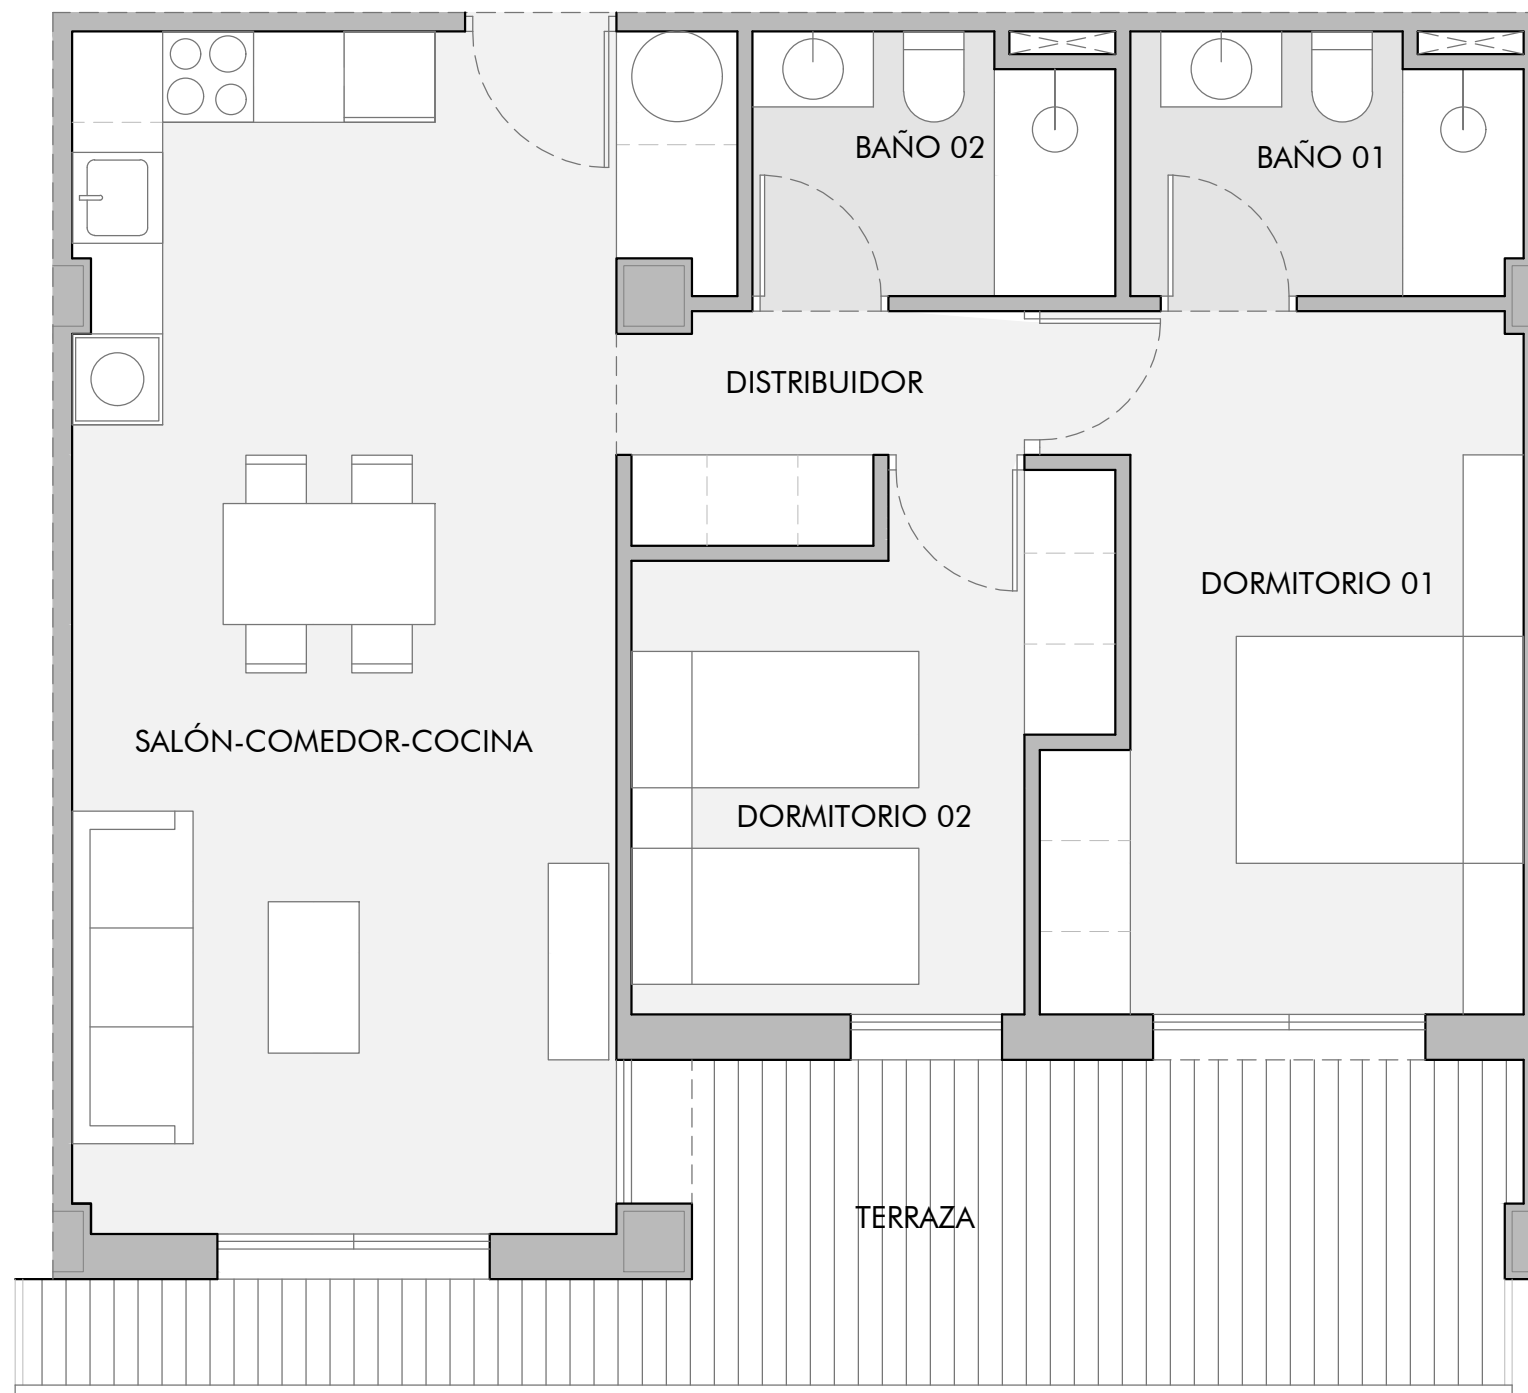 BAÑO 02
BAÑO 01
DISTRIBUIDOR
DORMITORIO 01
SALÓN-COMEDOR-COCINA
DORMITORIO 02
TERRAZA